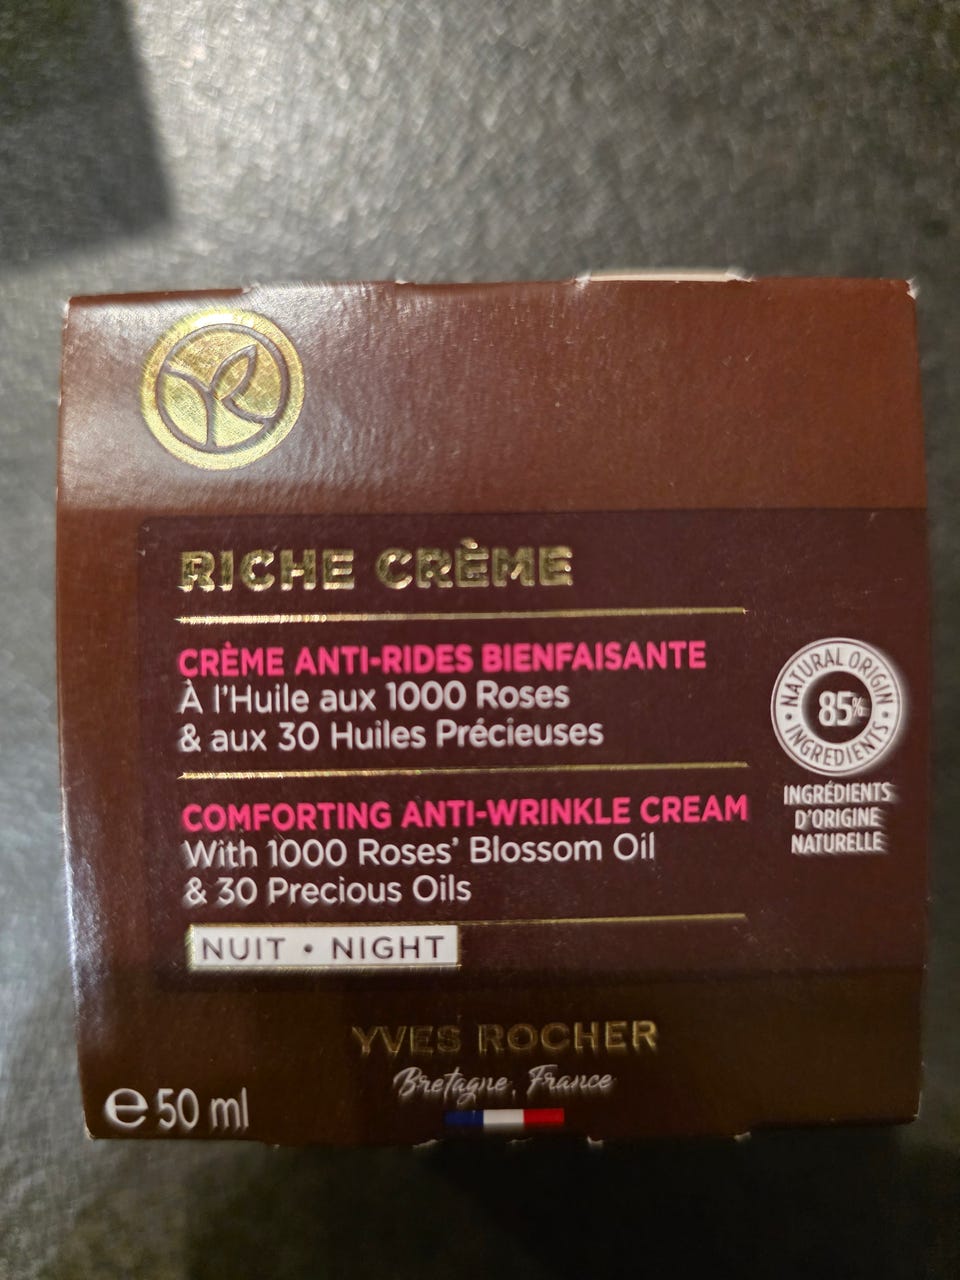 RICHE CRÈME
CRÈME ANTI-RIDES BIENFAISANTE
À l'Huile aux 1000 Roses
& aux 30 Huiles Précieuses
NATURAL ORIGIN
85%
INGREDIENTS
INGRÉDIENTS
D'ORIGINE
NATURELLE
COMFORTING ANTI-WRINKLE CREAM
With 1000 Roses' Blossom Oil
& 30 Precious Oils
NUIT • NIGHT
YVES ROCHER
Bretagne, France
e 50 ml